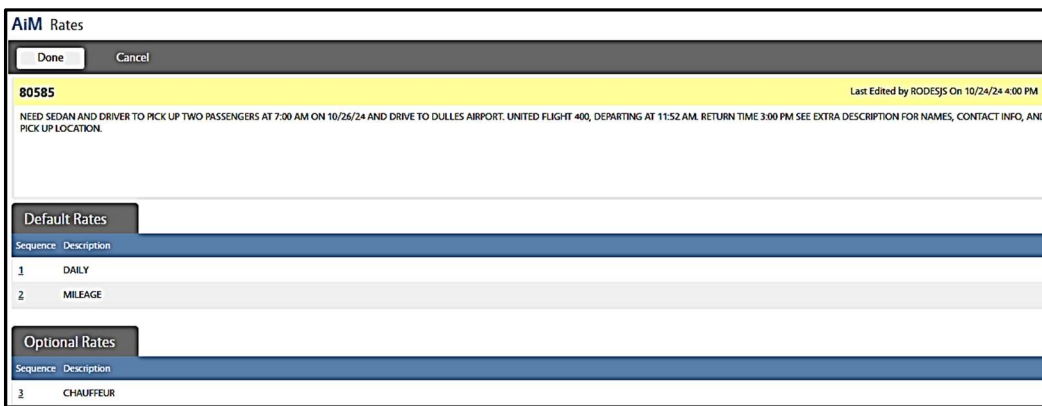 AiM Rates
Done Cancel
80585 Last Edited by RODESJS On 10/24/24 4:00 PM
NEED SEDAN AND DRIVER TO PICK UP TWO PASSENGERS AT 7:00 AM ON 10/26/24 AND DRIVE TO DULLES AIRPORT. UNITED FLIGHT 400, DEPARTING AT 11:52 AM. RETURN TIME 3:00 PM SEE EXTRA DESCRIPTION FOR NAMES, CONTACT INFO, AND
PICK UP LOCATION.
Default Rates
Sequence Description
1 DAILY
2 MILEAGE
Optional Rates
Sequence Description
3 CHAUFFEUR